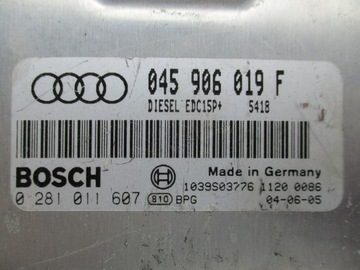 045 906 019 F
DIESEL EDC15P+ 5418
BOSCH Made in Germany
1039S03776 1120 0086
0 281 011 607 810 BPG 04-06-05